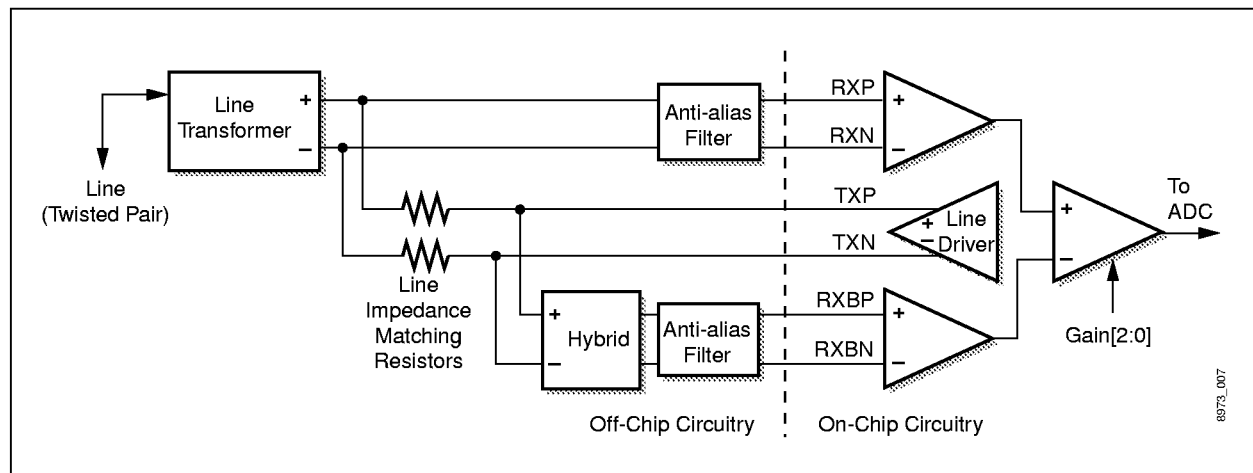 Line
Transformer
+
−
Line
(Twisted Pair)
Anti-alias
Filter
RXP
RXN
+
−
TXP
TXN
+
−
Line
Driver
+
−
To
ADC
Gain[2:0]
Line
Impedance
Matching
Resistors
+
−
Hybrid
Anti-alias
Filter
RXBP
RXBN
+
−
Off-Chip Circuitry
On-Chip Circuitry
8973_007